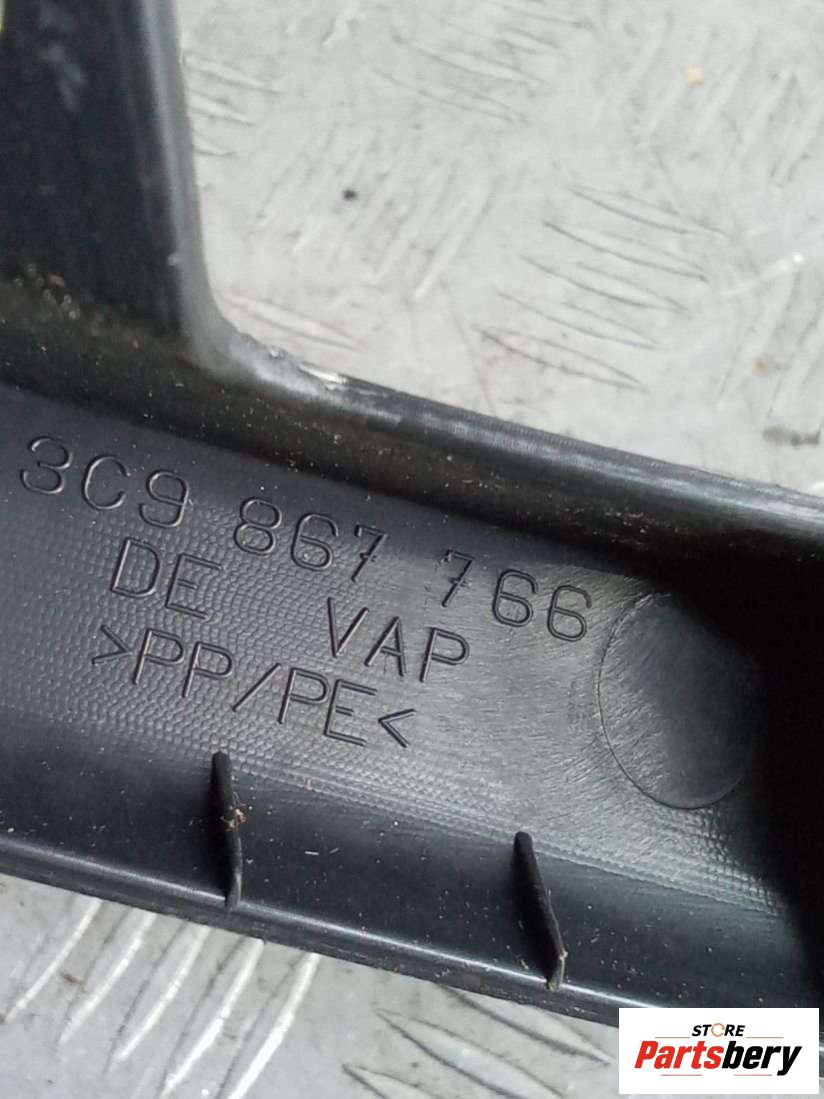 3C9 867 766
DE VAP
>PP/PE<
STORE
Partsbery